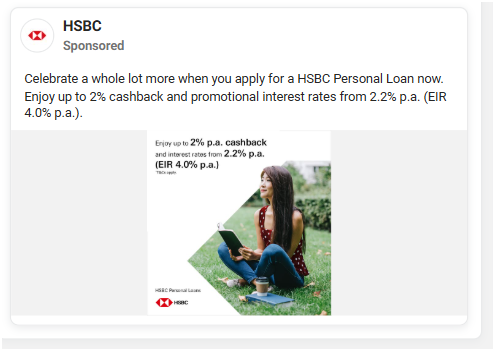 HSBC
Sponsored
Celebrate a whole lot more when you apply for a HSBC Personal Loan now.
Enjoy up to 2% cashback and promotional interest rates from 2.2% p.a. (EIR
4.0% p.a.).
Enjoy up to 2% p.a. cashback
and interest rates from 2.2% p.a.
(EIR 4.0% p.a.)
*T&Cs apply
HSBC Personal Loans
HSBC